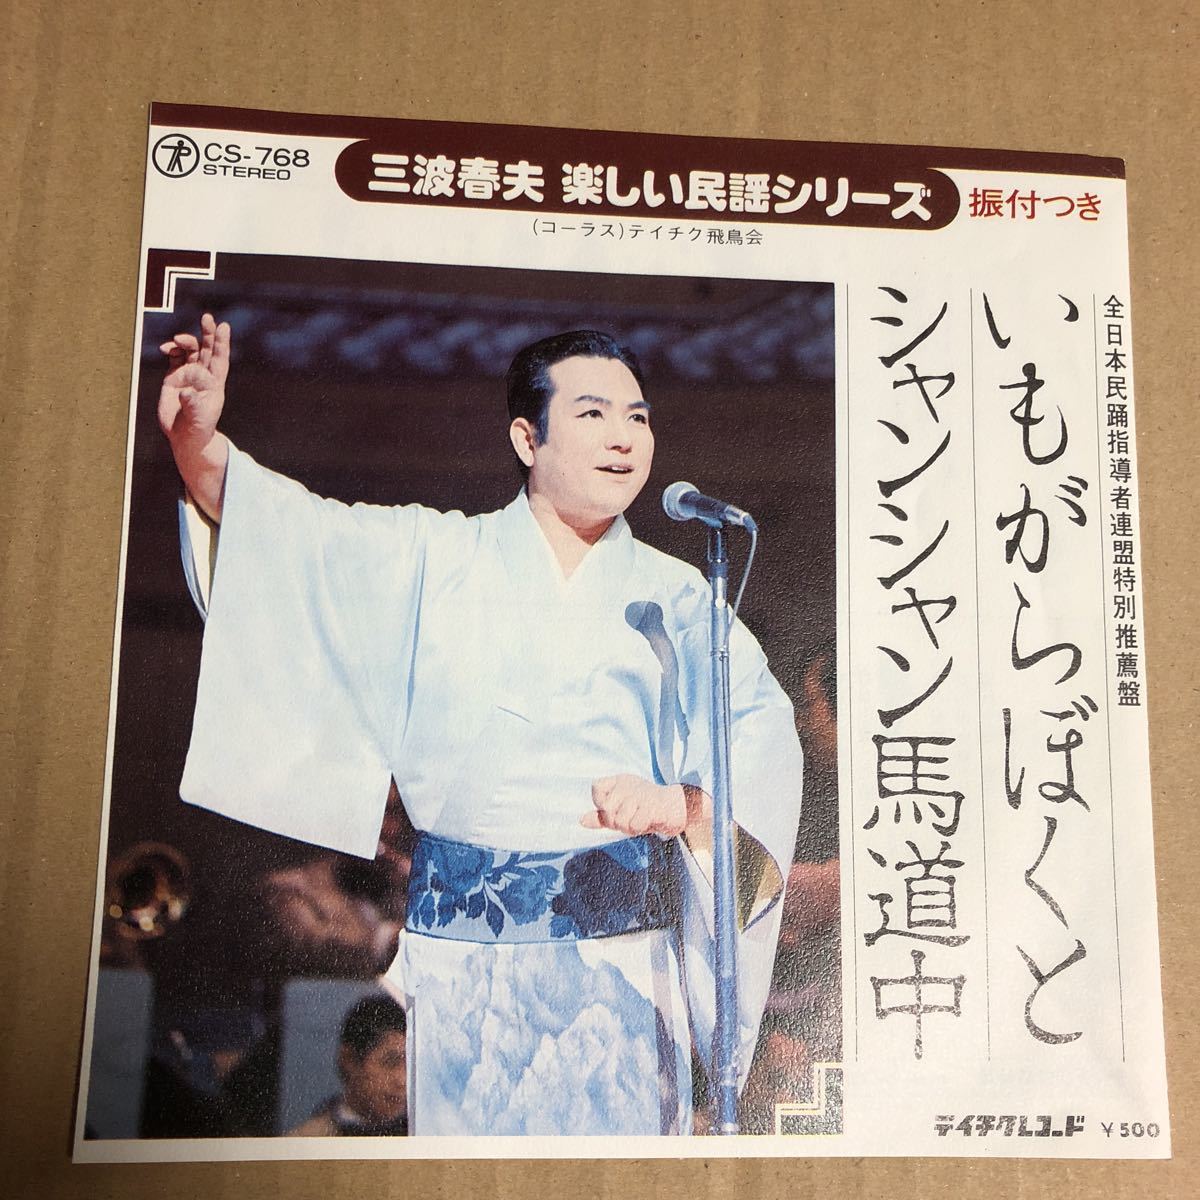 CS-768
STEREO
三波春夫 楽しい民謡シリーズ
振付つき
(コーラス)テイチク飛鳥会
全日本民踊指導者連盟特別推薦盤
いもがらぼくと
シャンシャン馬道中
テイチクレコード ¥500